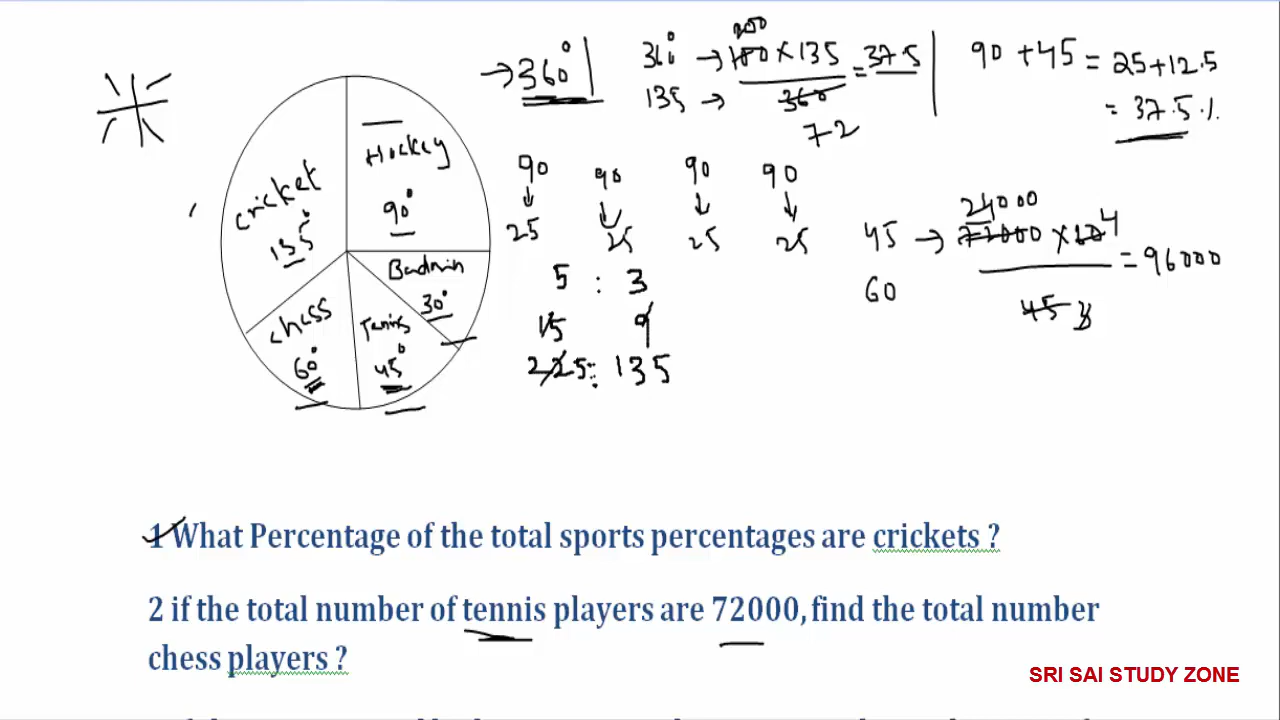 → 360°
360° → 100 × 135 = 37.5
135 → 360
72
90 + 45 = 25 + 12.5
= 37.5 %
cricket
135°
Hockey
90°
Badmin
30°
Tennis
45°
chess
60°
90 90 90 90
25 25 25 25
5 : 3
15 9
225 : 135
24000
45 → 72000 × 60 4 = 96000
60 45 3
1 What Percentage of the total sports percentages are crickets ?
2 if the total number of tennis players are 72000, find the total number
chess players ?
SRI SAI STUDY ZONE